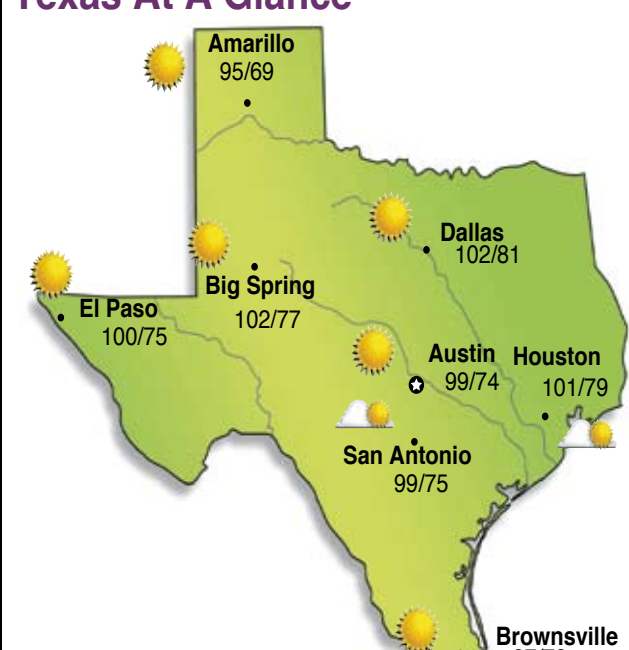 Texas At A Glance
Amarillo
95/69
Dallas
102/81
Big Spring
102/77
El Paso
100/75
Austin
99/74
Houston
101/79
San Antonio
99/75
Brownsville